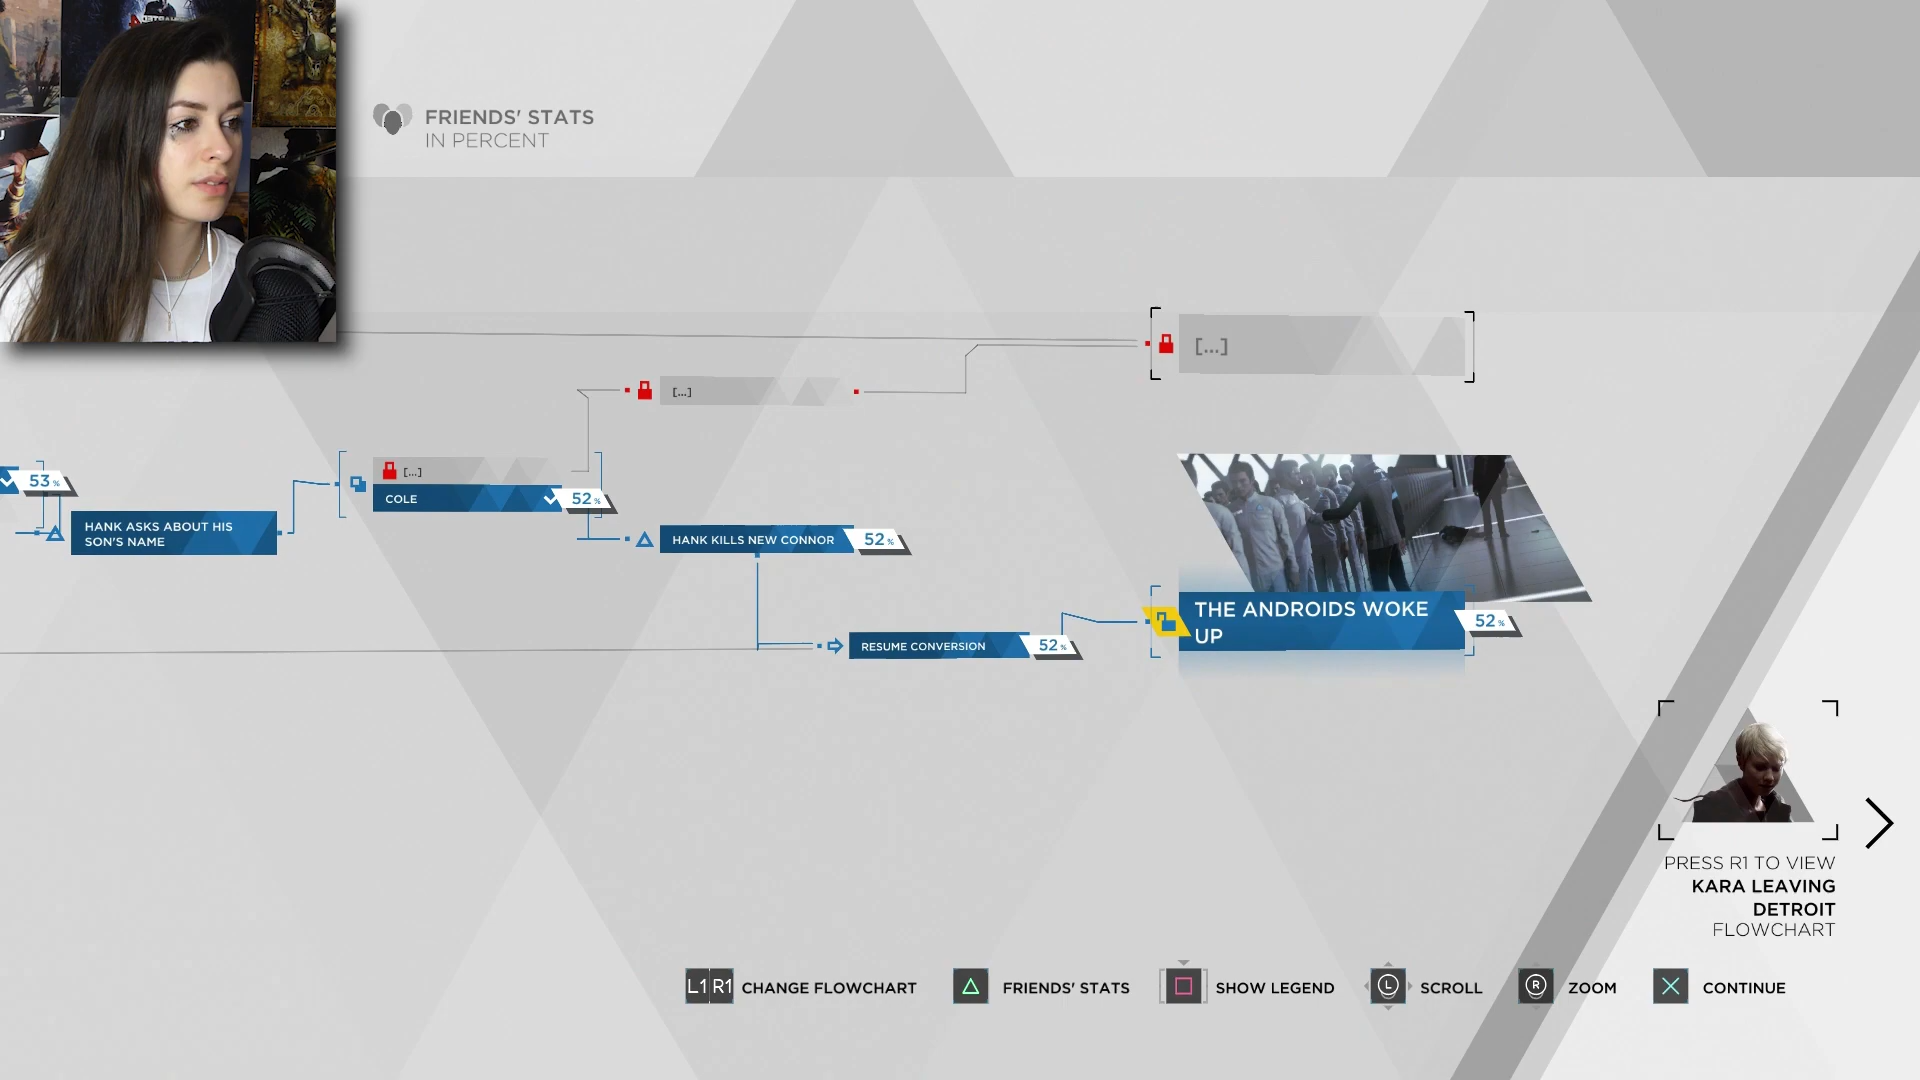 FRIENDS' STATS
IN PERCENT
[...]
[...]
53%
[...]
COLE
52%
HANK ASKS ABOUT HIS
SON'S NAME
HANK KILLS NEW CONNOR
52%
THE ANDROIDS WOKE
UP
52%
RESUME CONVERSION
52%
PRESS R1 TO VIEW
KARA LEAVING
DETROIT
FLOWCHART
L1 R1 CHANGE FLOWCHART
FRIENDS' STATS
SHOW LEGEND
L SCROLL
R ZOOM
CONTINUE